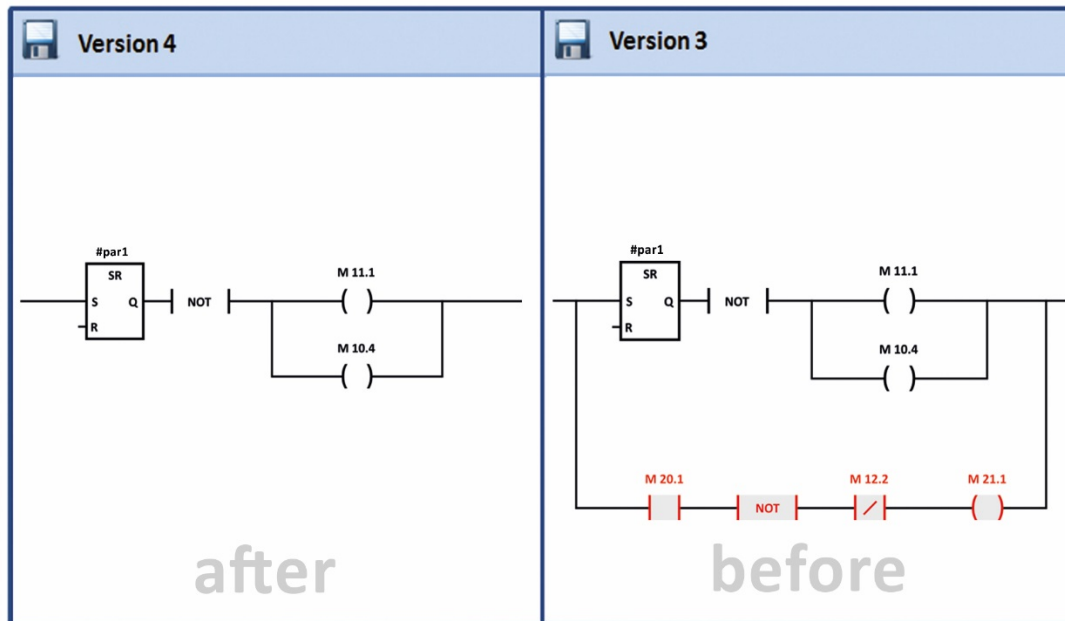 Version 4
#par1
SR
S Q
R
NOT
M 11.1
( )
M 10.4
( )
after
Version 3
#par1
SR
S Q
R
NOT
M 11.1
( )
M 10.4
( )
M 20.1
NOT
M 12.2
M 21.1
( )
before